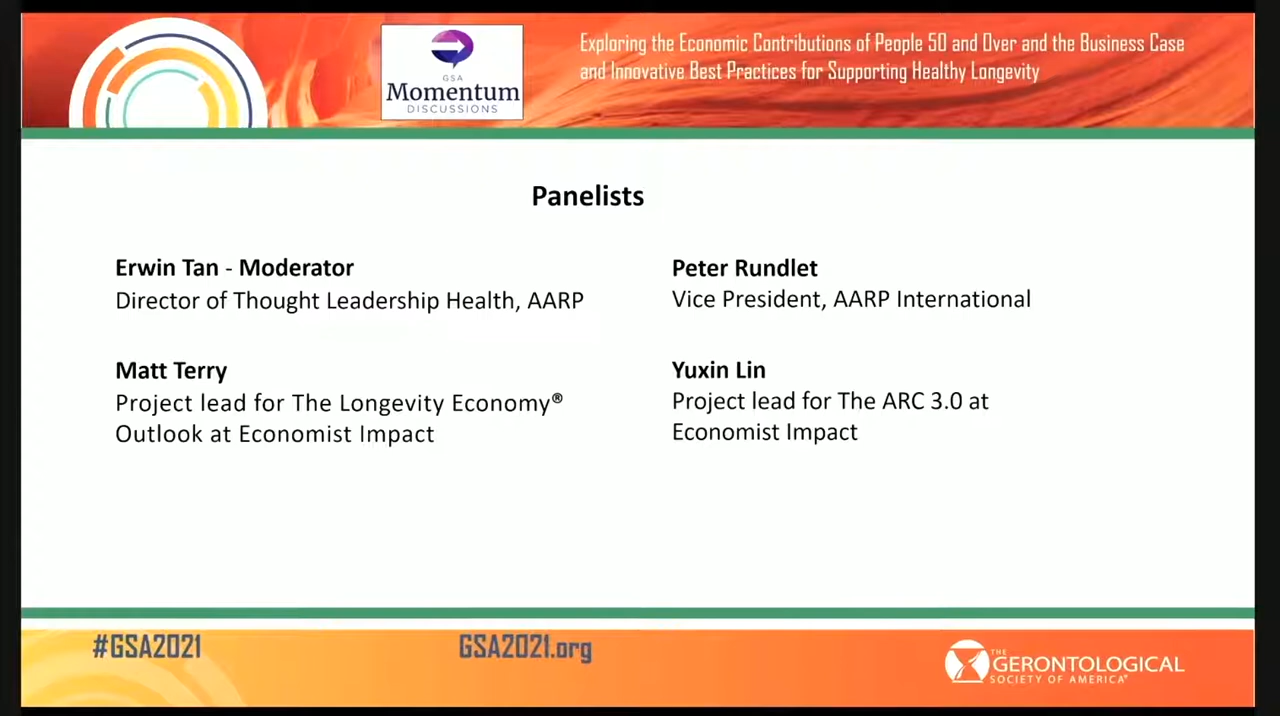 GSA
Momentum
DISCUSSIONS
Exploring the Economic Contributions of People 50 and Over and the Business Case
and Innovative Best Practices for Supporting Healthy Longevity
Panelists
Erwin Tan - Moderator
Director of Thought Leadership Health, AARP
Matt Terry
Project lead for The Longevity Economy®
Outlook at Economist Impact
Peter Rundlet
Vice President, AARP International
Yuxin Lin
Project lead for The ARC 3.0 at
Economist Impact
#GSA2021
GSA2021.org
THE
GERONTOLOGICAL
SOCIETY OF AMERICA®